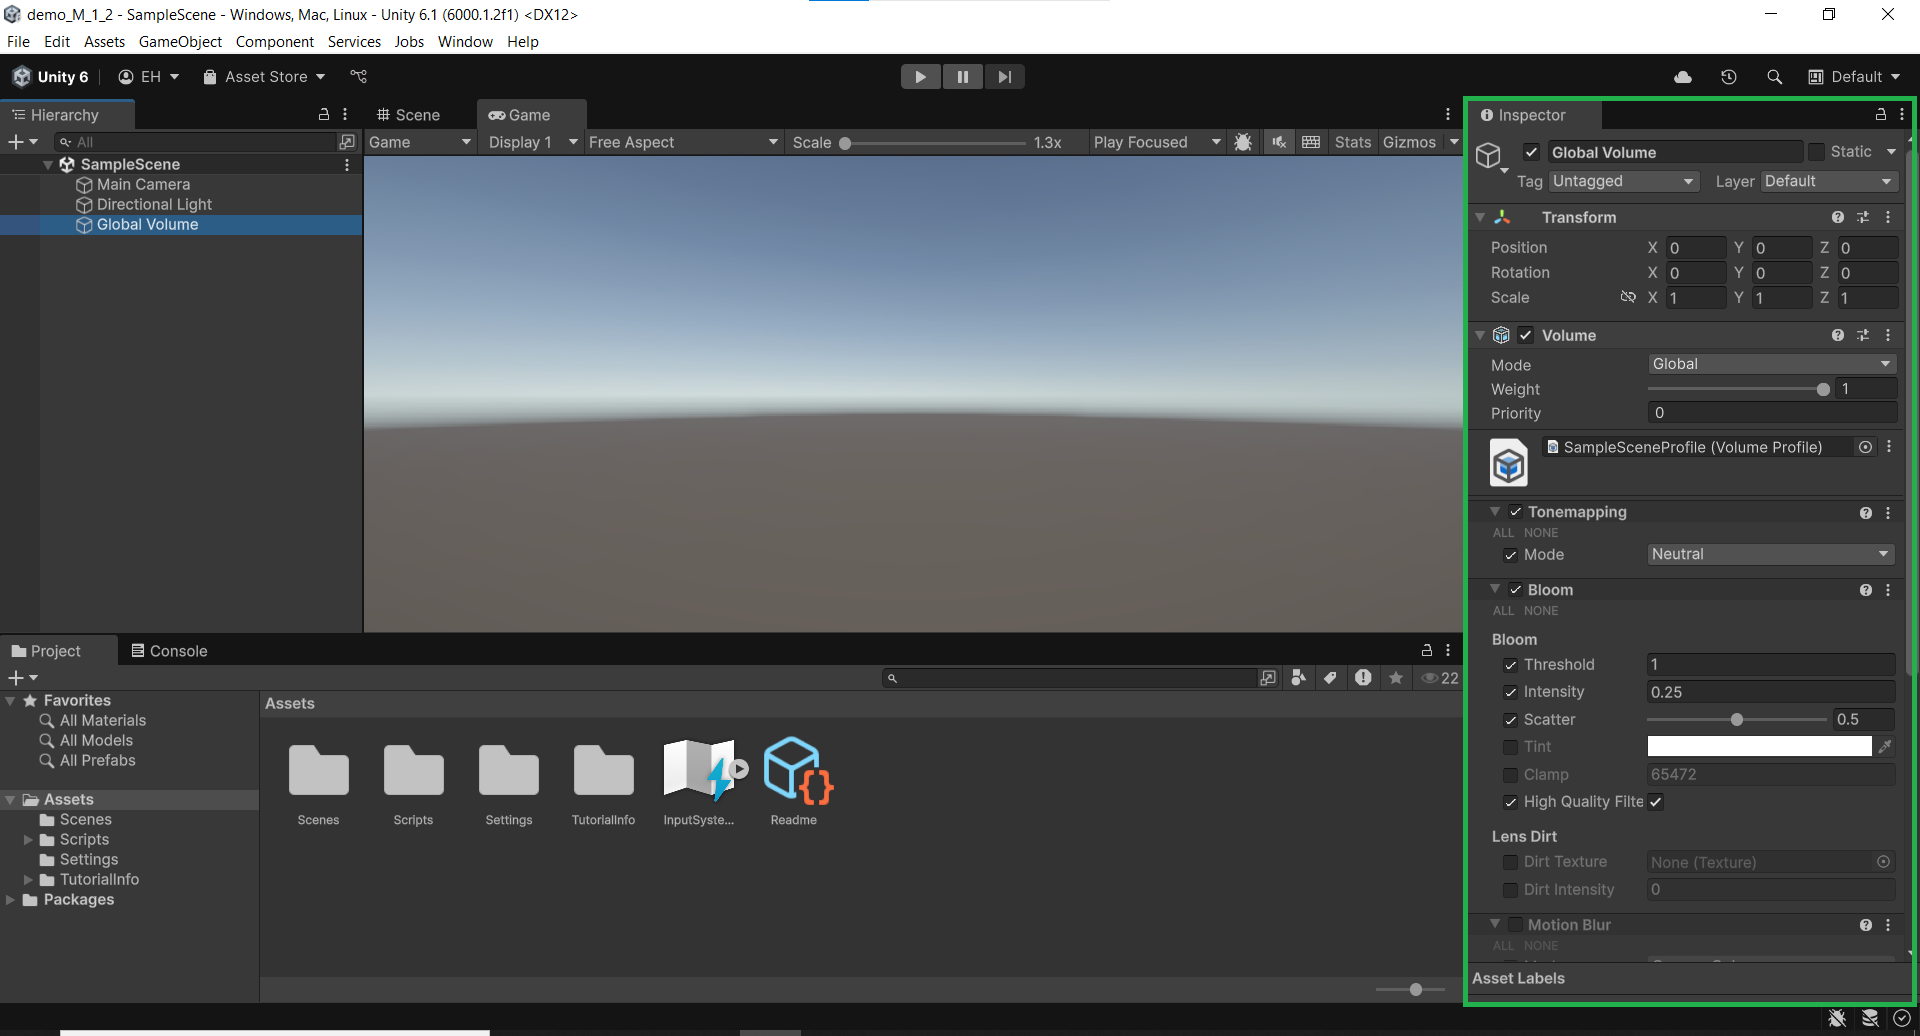 demo_M_1_2 - SampleScene - Windows, Mac, Linux - Unity 6.1 (6000.1.2f1) <DX12>
File Edit Assets GameObject Component Services Jobs Window Help
Unity 6 EH Asset Store Default
Hierarchy
All
SampleScene
Main Camera
Directional Light
Global Volume
Scene Game
Game Display 1 Free Aspect Scale 1.3x Play Focused Stats Gizmos
Project Console
22
Favorites
All Materials
All Models
All Prefabs
Assets
Scenes
Scripts
Settings
TutorialInfo
Packages
Assets
Scenes Scripts Settings TutorialInfo InputSyste... Readme
Inspector
Global Volume Static
Tag Untagged Layer Default
Transform
Position X 0 Y 0 Z 0
Rotation X 0 Y 0 Z 0
Scale X 1 Y 1 Z 1
Volume
Mode Global
Weight 1
Priority 0
SampleSceneProfile (Volume Profile)
Tonemapping
ALL NONE
Mode Neutral
Bloom
ALL NONE
Bloom
Threshold 1
Intensity 0.25
Scatter 0.5
Tint
Clamp 65472
High Quality Filte
Lens Dirt
Dirt Texture None (Texture)
Dirt Intensity 0
Motion Blur
ALL NONE
Asset Labels